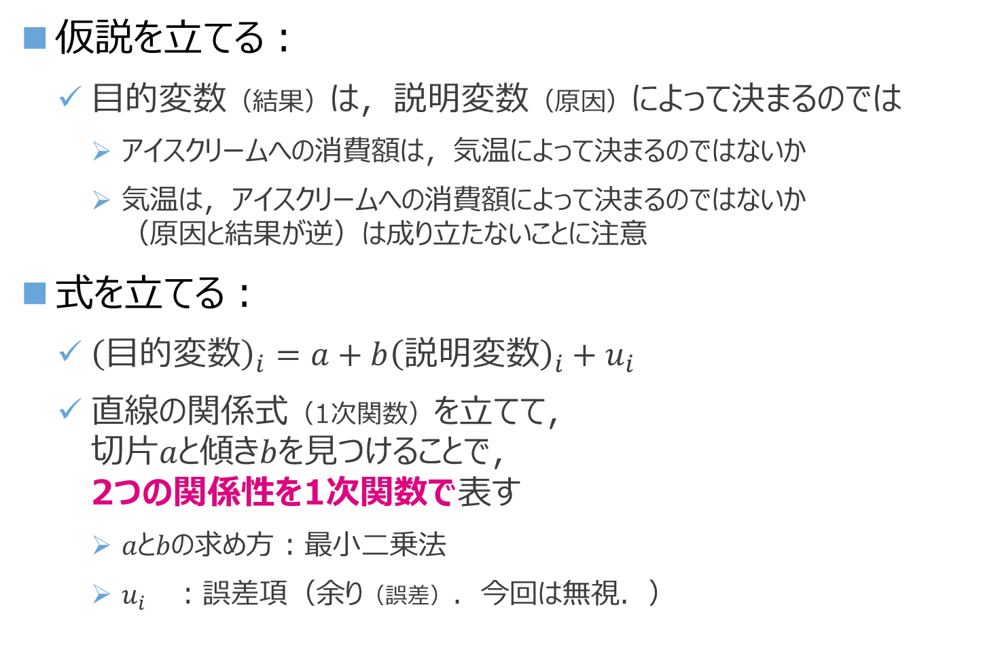 ■仮説を立てる：
✓目的変数（結果）は，説明変数（原因）によって決まるのでは
➢アイスクリームへの消費額は，気温によって決まるのではないか
➢気温は，アイスクリームへの消費額によって決まるのではないか
（原因と結果が逆）は成り立たないことに注意
■式を立てる：
✓(目的変数)_i = a + b(説明変数)_i + u_i
✓直線の関係式（1次関数）を立てて，
切片aと傾きbを見つけることで，
2つの関係性を1次関数で表す
➢aとbの求め方：最小二乗法
➢u_i ：誤差項（余り（誤差）．今回は無視．）